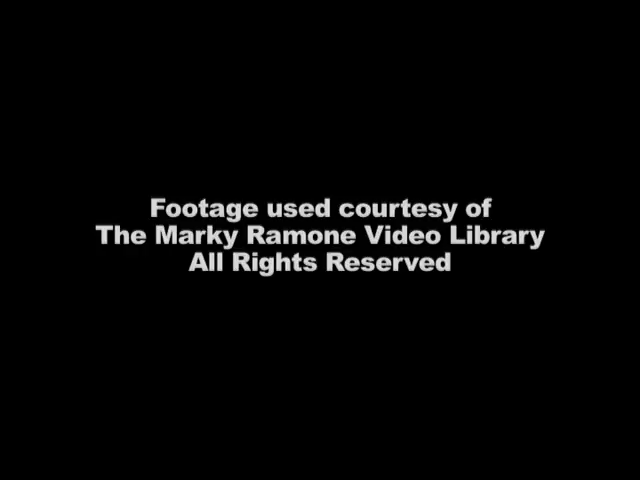 Footage used courtesy of
The Marky Ramone Video Library
All Rights Reserved